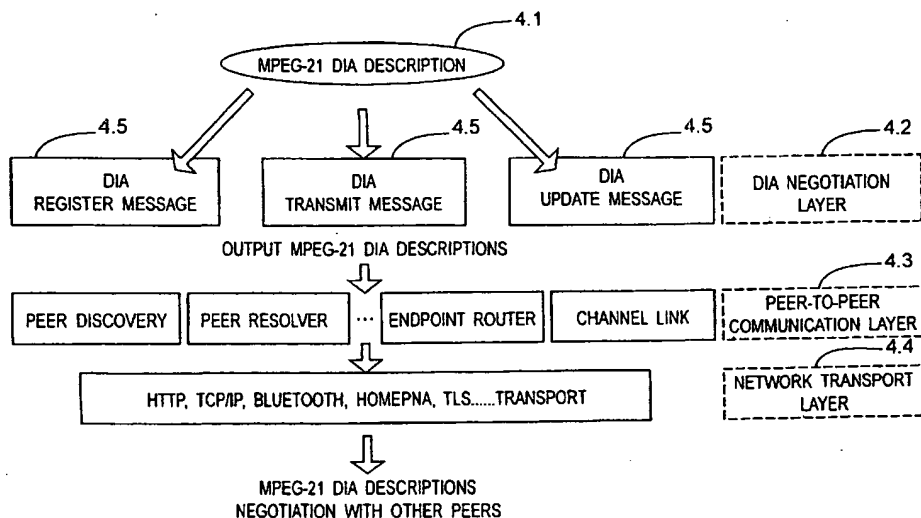 4.1
MPEG-21 DIA DESCRIPTION
4.5
4.5
4.5
4.2
DIA
REGISTER MESSAGE
DIA
TRANSMIT MESSAGE
DIA
UPDATE MESSAGE
DIA NEGOTIATION
LAYER
OUTPUT MPEG-21 DIA DESCRIPTIONS
4.3
PEER DISCOVERY
PEER RESOLVER
...
ENDPOINT ROUTER
CHANNEL LINK
PEER-TO-PEER
COMMUNICATION LAYER
4.4
HTTP, TCP/IP, BLUETOOTH, HOMEPNA, TLS......TRANSPORT
NETWORK TRANSPORT
LAYER
MPEG-21 DIA DESCRIPTIONS
NEGOTIATION WITH OTHER PEERS